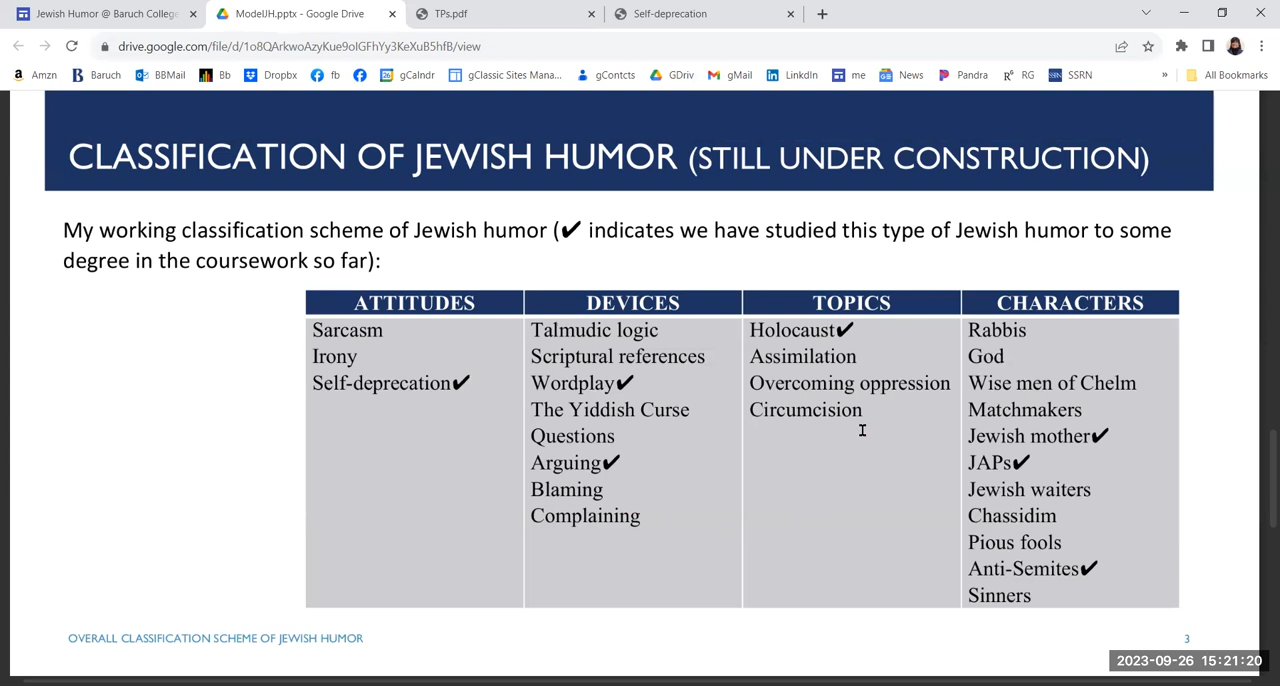 Jewish Humor @ Baruch College
ModelJH.pptx - Google Drive
TPs.pdf
Self-deprecation
drive.google.com/file/d/1o8QArkwoAzyKue9olGFhYy3KeXuB5hfB/view
Amzn Baruch BBMail Bb Dropbx fb gCalndr gClassic Sites Mana... gContcts GDriv gMail LinkdIn me News Pandra RG SSRN » All Bookmarks
CLASSIFICATION OF JEWISH HUMOR (STILL UNDER CONSTRUCTION)
My working classification scheme of Jewish humor (✔ indicates we have studied this type of Jewish humor to some
degree in the coursework so far):
ATTITUDES DEVICES TOPICS CHARACTERS
Sarcasm Talmudic logic Holocaust✔ Rabbis
Irony Scriptural references Assimilation God
Self-deprecation✔ Wordplay✔ Overcoming oppression Wise men of Chelm
The Yiddish Curse Circumcision Matchmakers
Questions Jewish mother✔
Arguing✔ JAPs✔
Blaming Jewish waiters
Complaining Chassidim
Pious fools
Anti-Semites✔
Sinners
OVERALL CLASSIFICATION SCHEME OF JEWISH HUMOR 3
2023-09-26 15:21:20